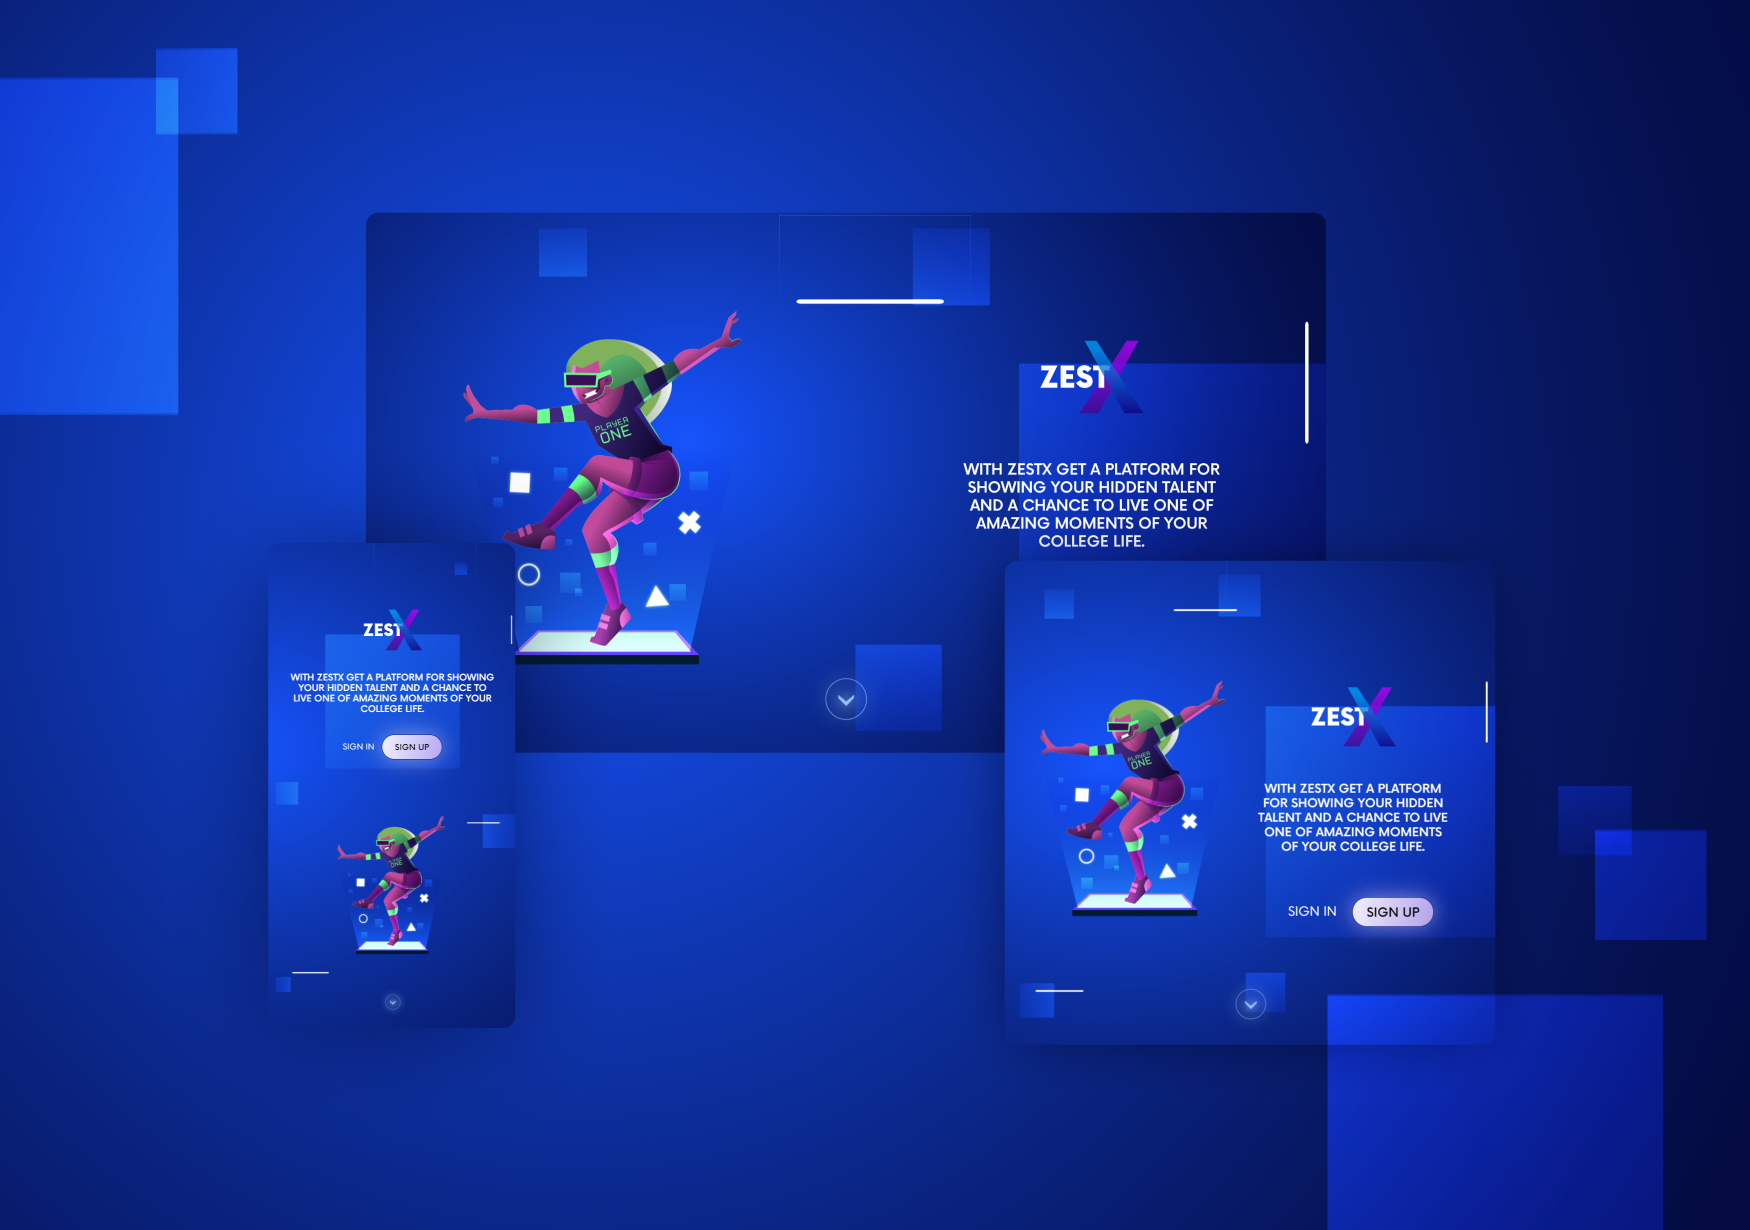 PLAYER
ONE
ZESTX
WITH ZESTX GET A PLATFORM FOR
SHOWING YOUR HIDDEN TALENT
AND A CHANCE TO LIVE ONE OF
AMAZING MOMENTS OF YOUR
COLLEGE LIFE.
ZESTX
WITH ZESTX GET A PLATFORM FOR SHOWING
YOUR HIDDEN TALENT AND A CHANCE TO
LIVE ONE OF AMAZING MOMENTS OF YOUR
COLLEGE LIFE.
SIGN IN SIGN UP
PLAYER
ONE
PLAYER
ONE
ZESTX
WITH ZESTX GET A PLATFORM
FOR SHOWING YOUR HIDDEN
TALENT AND A CHANCE TO LIVE
ONE OF AMAZING MOMENTS
OF YOUR COLLEGE LIFE.
SIGN IN SIGN UP